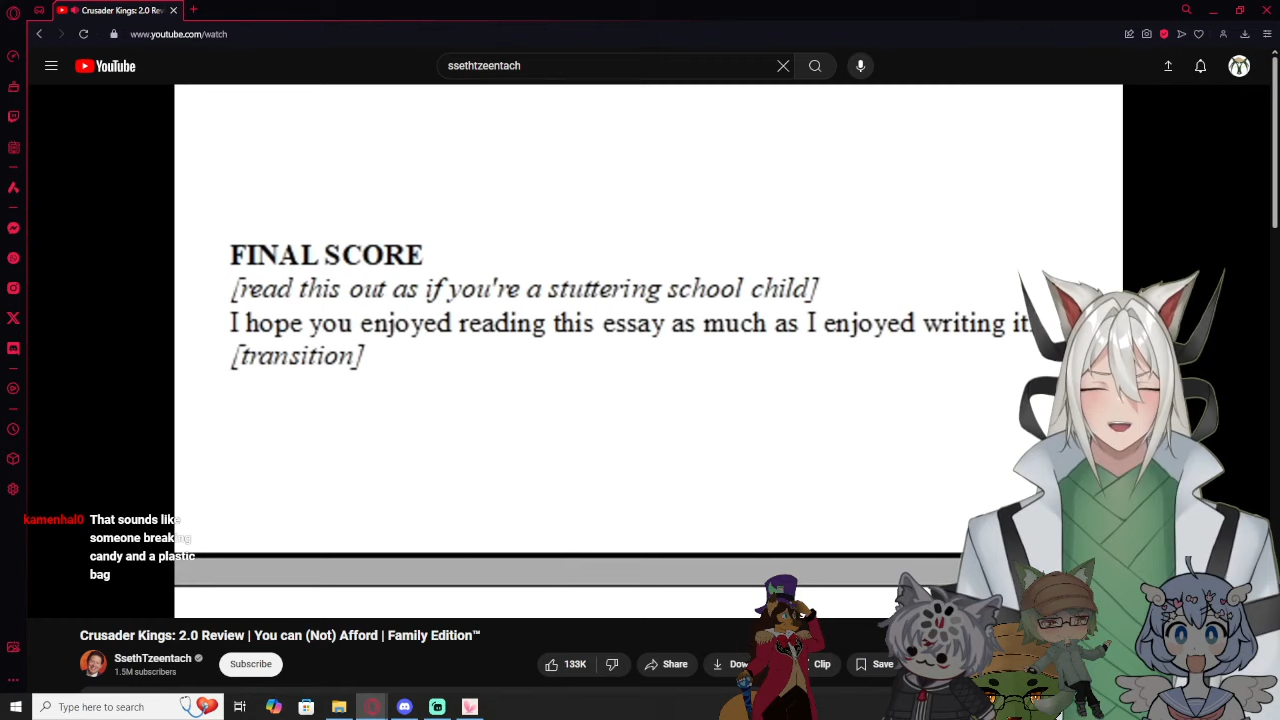 Crusader Kings: 2.0 Rev
www.youtube.com/watch
YouTube
ssethtzeentach
FINAL SCORE
[read this out as if you're a stuttering school child]
I hope you enjoyed reading this essay as much as I enjoyed writing it.
[transition]
kamenhal0 That sounds like
someone breaking
candy and a plastic
bag
Crusader Kings: 2.0 Review | You can (Not) Afford | Family Edition™
SsethTzeentach
1.5M subscribers
Subscribe
133K
Share
Dow
Clip
Save
Type here to search